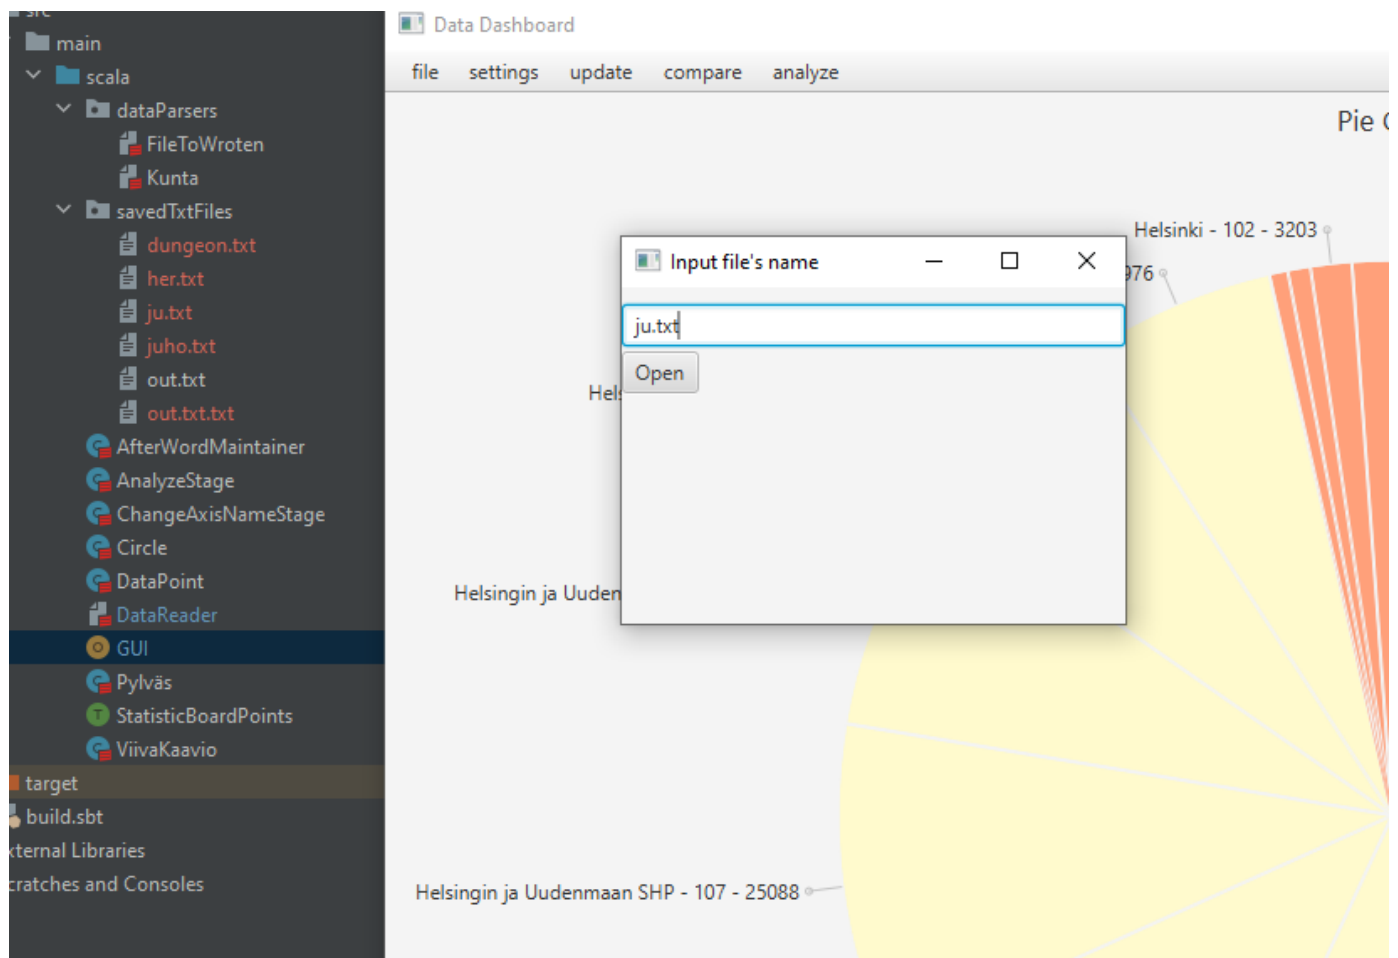 src
main
scala
dataParsers
FileToWroten
Kunta
savedTxtFiles
dungeon.txt
her.txt
ju.txt
juho.txt
out.txt
out.txt.txt
AfterWordMaintainer
AnalyzeStage
ChangeAxisNameStage
Circle
DataPoint
DataReader
GUI
Pylväs
StatisticBoardPoints
ViivaKaavio
target
build.sbt
xternal Libraries
cratches and Consoles
Data Dashboard
file settings update compare analyze
Pie
Helsinki - 102 - 3203
976
Input file's name
ju.txt
Open
Hels
Helsingin ja Uuden
Helsingin ja Uudenmaan SHP - 107 - 25088